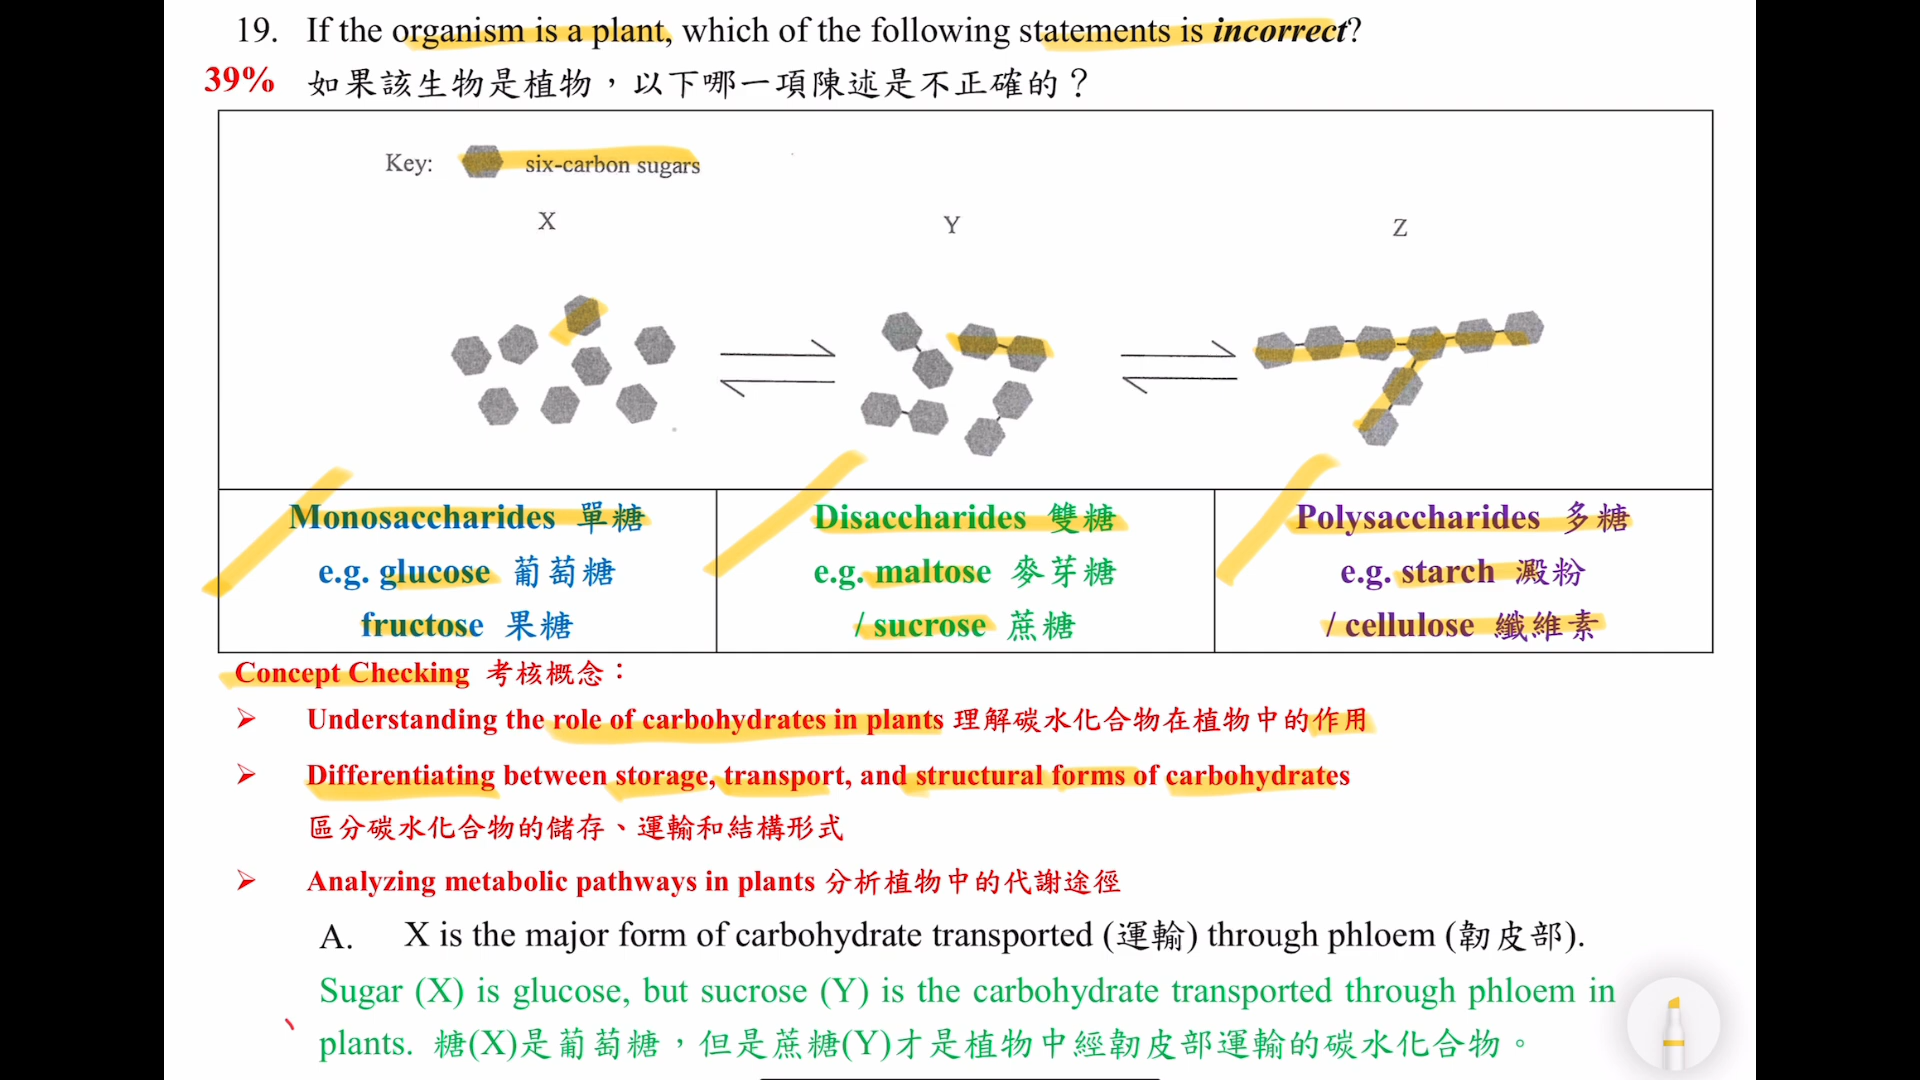 19. If the organism is a plant, which of the following statements is incorrect?
39% 如果該生物是植物，以下哪一項陳述是不正確的？
Key: six-carbon sugars
X Y Z
Monosaccharides 單糖
e.g. glucose 葡萄糖
fructose 果糖
Disaccharides 雙糖
e.g. maltose 麥芽糖
/ sucrose 蔗糖
Polysaccharides 多糖
e.g. starch 澱粉
/ cellulose 纖維素
Concept Checking 考核概念：
➢ Understanding the role of carbohydrates in plants 理解碳水化合物在植物中的作用
➢ Differentiating between storage, transport, and structural forms of carbohydrates
區分碳水化合物的儲存、運輸和結構形式
➢ Analyzing metabolic pathways in plants 分析植物中的代謝途徑
A. X is the major form of carbohydrate transported (運輸) through phloem (韌皮部).
Sugar (X) is glucose, but sucrose (Y) is the carbohydrate transported through phloem in
plants. 糖(X)是葡萄糖，但是蔗糖(Y)才是植物中經韌皮部運輸的碳水化合物。